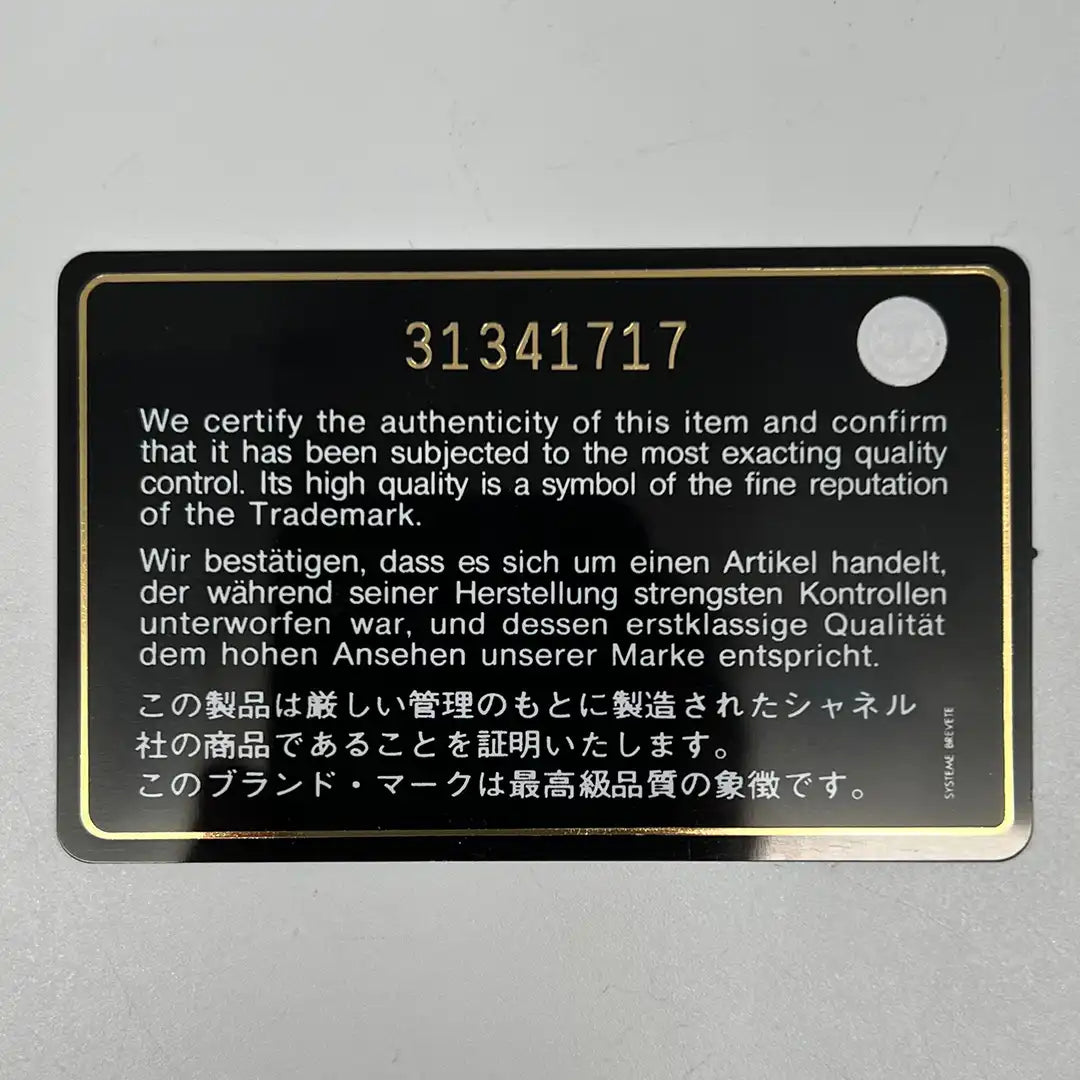 31341717
We certify the authenticity of this item and confirm
that it has been subjected to the most exacting quality
control. Its high quality is a symbol of the fine reputation
of the Trademark.
Wir bestätigen, dass es sich um einen Artikel handelt,
der während seiner Herstellung strengsten Kontrollen
unterworfen war, und dessen erstklassige Qualität
dem hohen Ansehen unserer Marke entspricht.
この製品は厳しい管理のもとに製造されたシャネル
社の商品であることを証明いたします。
このブランド・マークは最高級品質の象徴です。
SYSTEME BREVETE